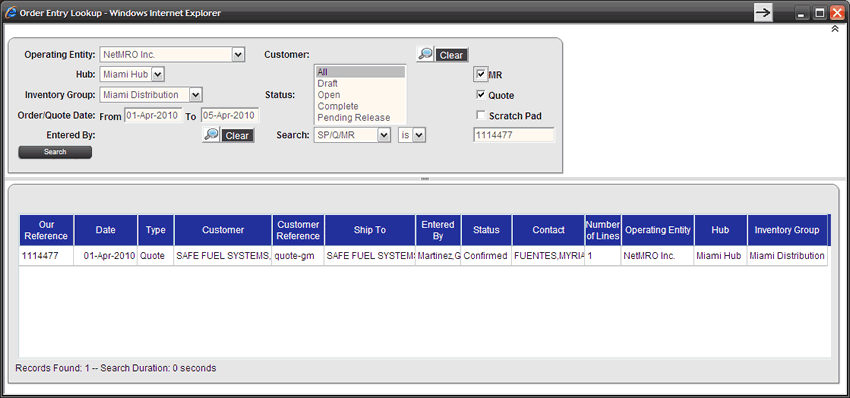 Order Entry Lookup - Windows Internet Explorer
Operating Entity: NetMRO Inc. Customer: Clear
Hub: Miami Hub All MR
Draft
Inventory Group: Miami Distribution Status: Open Quote
Complete
Order/Quote Date: From 01-Apr-2010 To 05-Apr-2010 Pending Release Scratch Pad
Entered By: Clear Search: SP/Q/MR is 1114477
Search
Our Reference Date Type Customer Customer Reference Ship To Entered By Status Contact Number of Lines Operating Entity Hub Inventory Group
1114477 01-Apr-2010 Quote SAFE FUEL SYSTEMS, quote-gm SAFE FUEL SYSTEMS Martinez,G Confirmed FUENTES,MYRIA 1 NetMRO Inc. Miami Hub Miami Distribution
Records Found: 1 -- Search Duration: 0 seconds